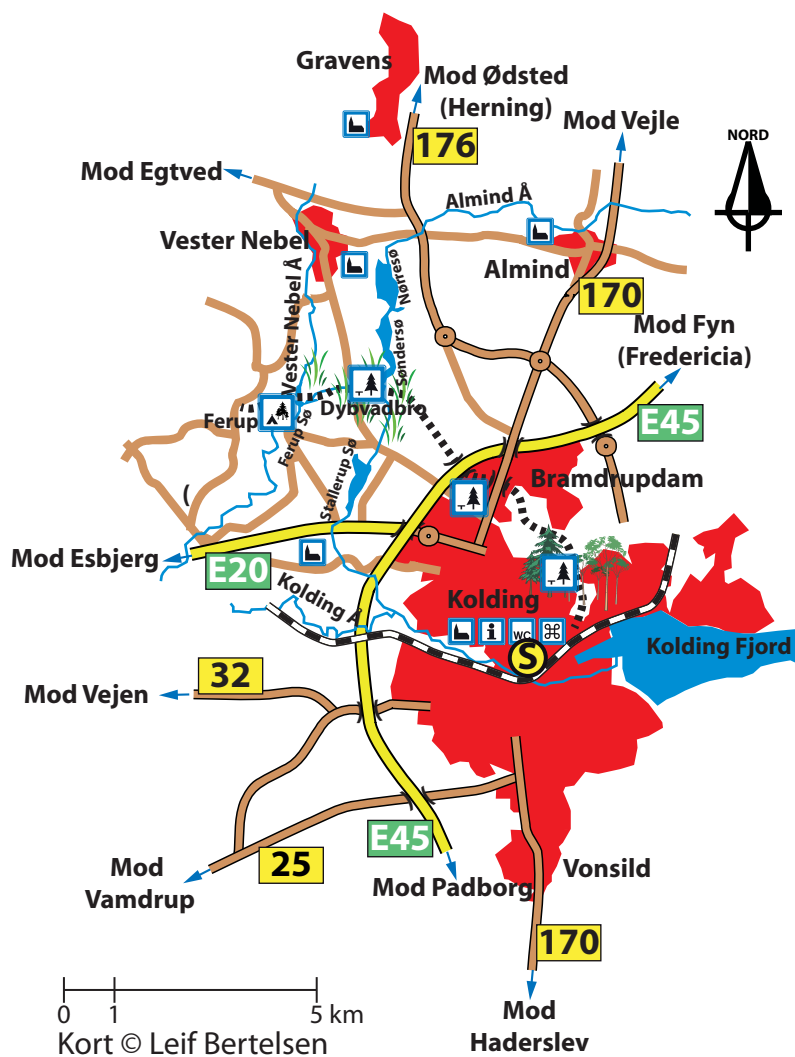 Gravens
Mod Ødsted
(Herning)
176
Mod Vejle
NORD
Mod Egtved
Almind Å
Vester Nebel
Almind
170
Nørresø
Vester Nebel Å
Mod Fyn
(Fredericia)
Søndersø
E45
Dybvadbro
Ferup
Ferup Sø
Stallerup Sø
Bramdrupdam
(
Mod Esbjerg
E20
Kolding Å
Kolding
i
WC
⌘
S
Kolding Fjord
32
Mod Vejen
E45
25
Mod
Vamdrup
Mod Padborg
Vonsild
170
0 1 5 km
Mod
Haderslev
Kort © Leif Bertelsen